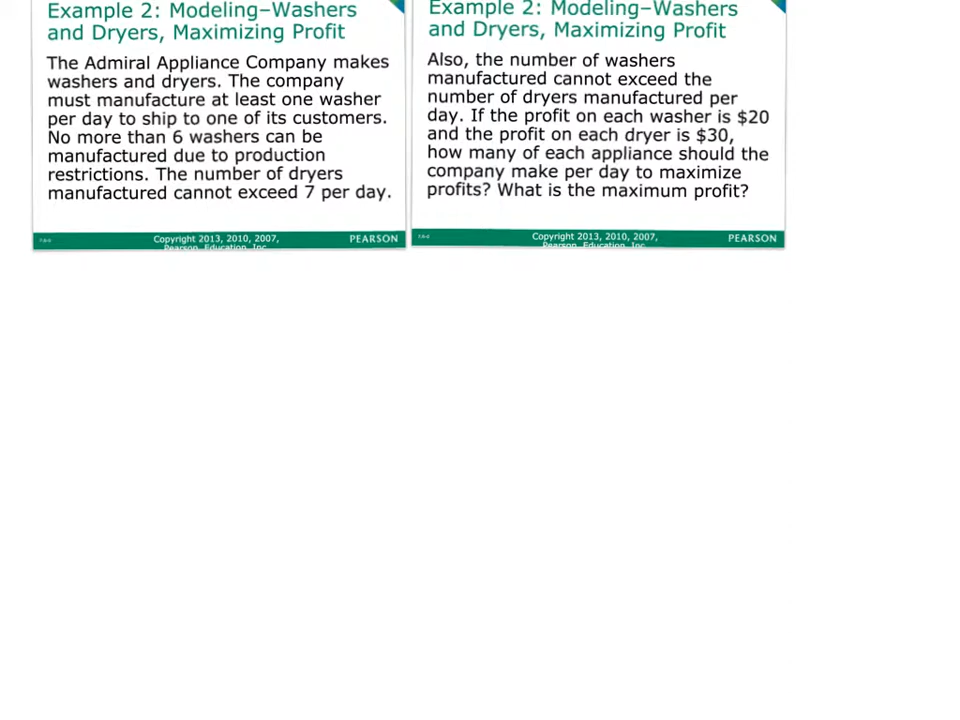 Example 2: Modeling–Washers
and Dryers, Maximizing Profit
The Admiral Appliance Company makes
washers and dryers. The company
must manufacture at least one washer
per day to ship to one of its customers.
No more than 6 washers can be
manufactured due to production
restrictions. The number of dryers
manufactured cannot exceed 7 per day.
Copyright 2013, 2010, 2007,
Pearson, Education, Inc
PEARSON
Example 2: Modeling–Washers
and Dryers, Maximizing Profit
Also, the number of washers
manufactured cannot exceed the
number of dryers manufactured per
day. If the profit on each washer is $20
and the profit on each dryer is $30,
how many of each appliance should the
company make per day to maximize
profits? What is the maximum profit?
Copyright 2013, 2010, 2007,
Pearson, Education, Inc
PEARSON